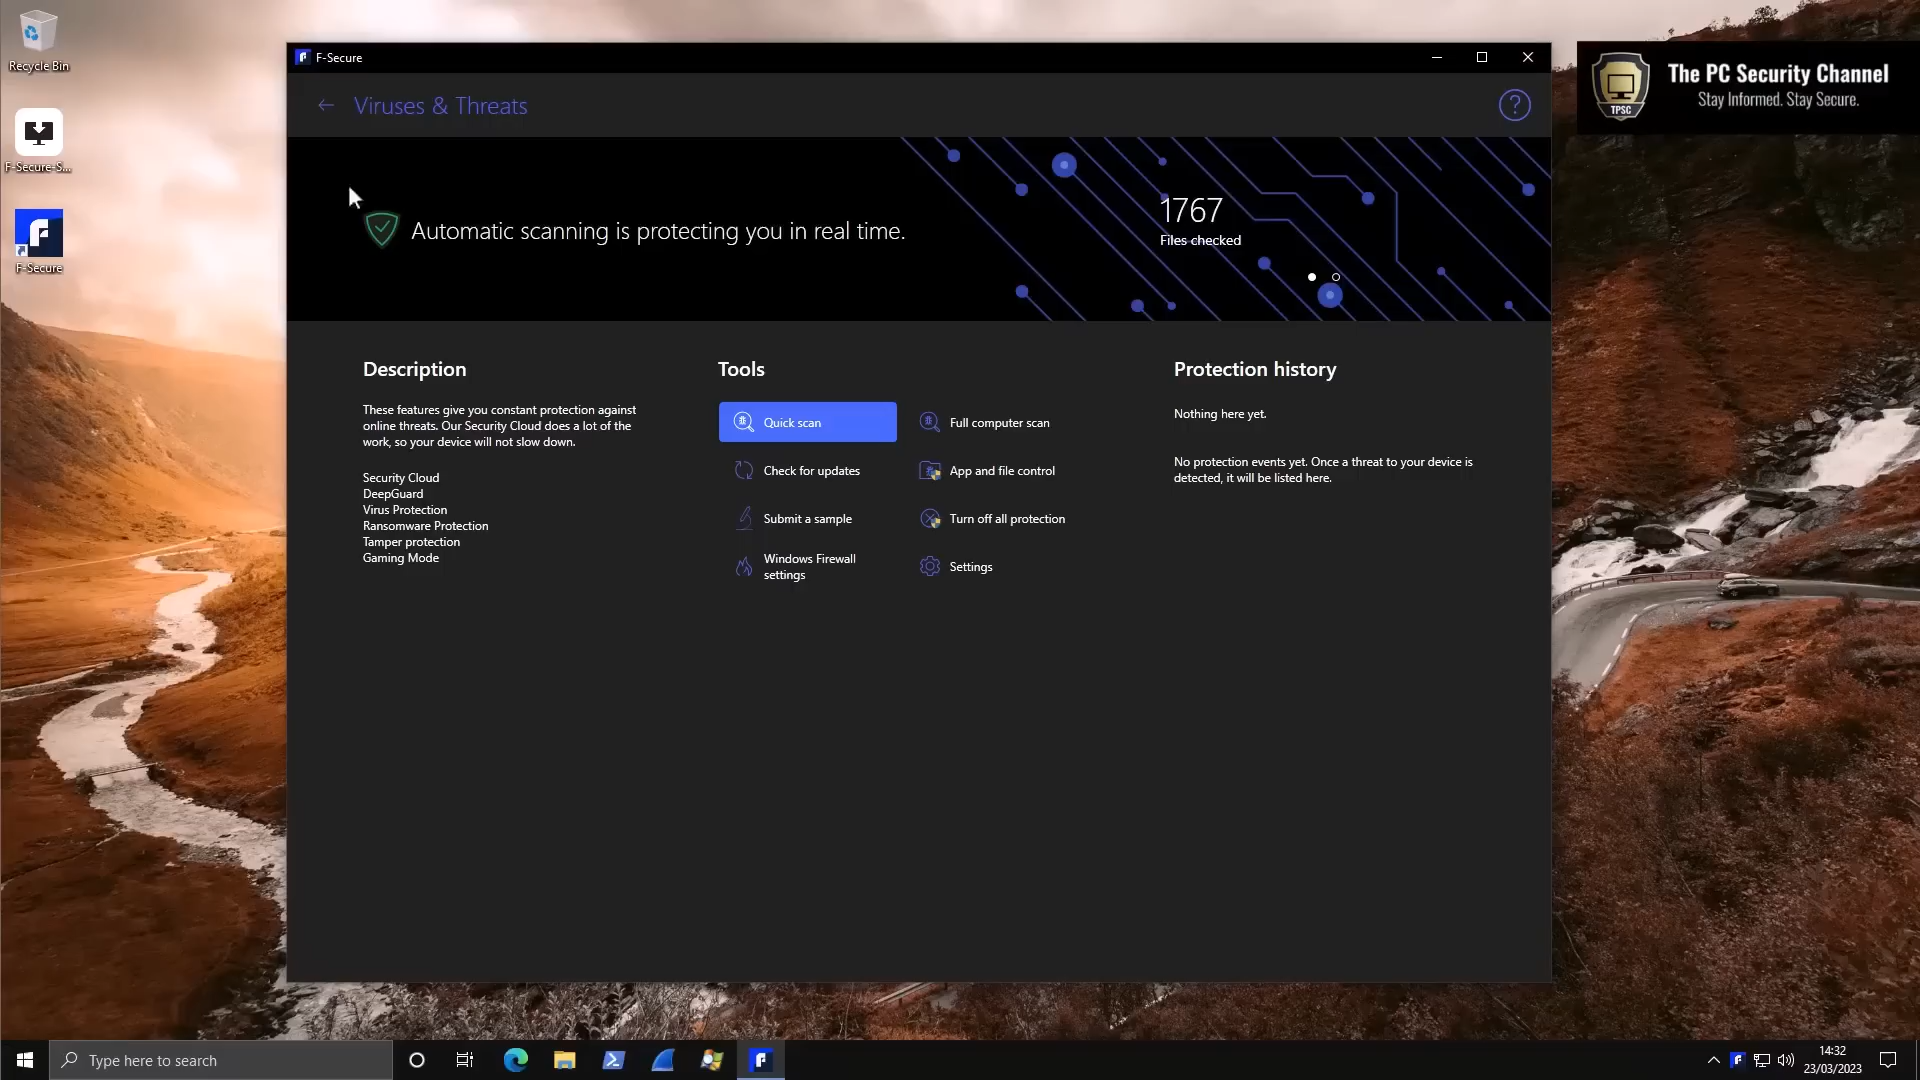 Recycle Bin
F-Secure-S...
F-Secure
F-Secure
Viruses & Threats
?
The PC Security Channel
Stay Informed. Stay Secure.
TPSC
Automatic scanning is protecting you in real time.
1767
Files checked
Description
These features give you constant protection against
online threats. Our Security Cloud does a lot of the
work, so your device will not slow down.
Security Cloud
DeepGuard
Virus Protection
Ransomware Protection
Tamper protection
Gaming Mode
Tools
Quick scan
Full computer scan
Check for updates
App and file control
Submit a sample
Turn off all protection
Windows Firewall
settings
Settings
Protection history
Nothing here yet.
No protection events yet. Once a threat to your device is
detected, it will be listed here.
Type here to search
14:32
23/03/2023